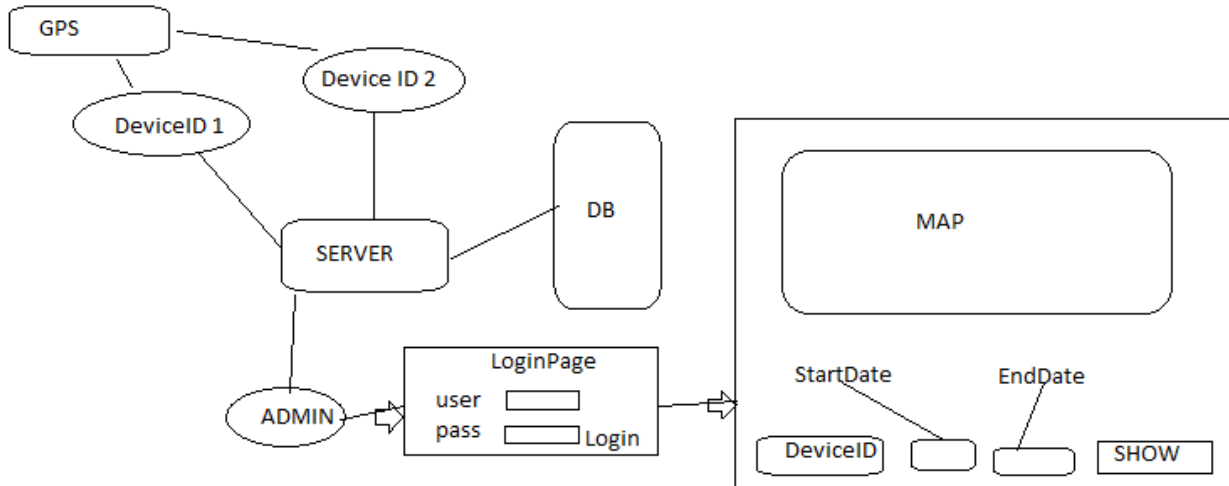 GPS
Device ID 2
DeviceID 1
DB
MAP
SERVER
LoginPage
StartDate
EndDate
user
ADMIN
pass
Login
DeviceID
SHOW